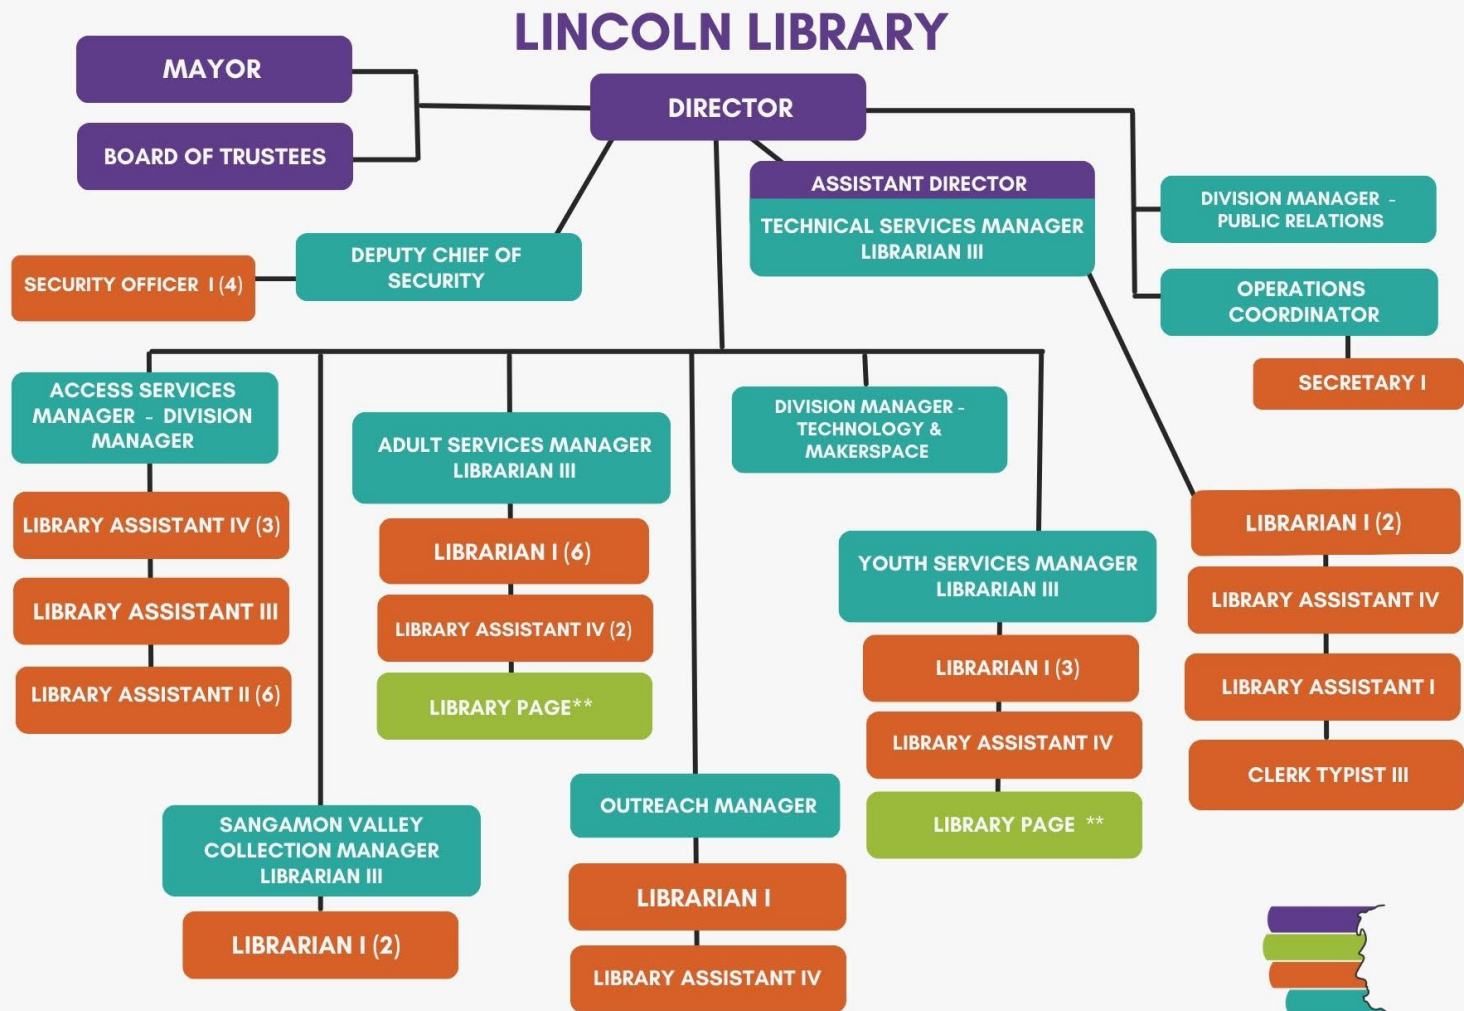 LINCOLN LIBRARY
MAYOR
DIRECTOR
BOARD OF TRUSTEES
ASSISTANT DIRECTOR
TECHNICAL SERVICES MANAGER
LIBRARIAN III
DIVISION MANAGER -
PUBLIC RELATIONS
DEPUTY CHIEF OF
SECURITY
SECURITY OFFICER I (4)
OPERATIONS
COORDINATOR
SECRETARY I
ACCESS SERVICES
MANAGER - DIVISION
MANAGER
LIBRARY ASSISTANT IV (3)
LIBRARY ASSISTANT III
LIBRARY ASSISTANT II (6)
SANGAMON VALLEY
COLLECTION MANAGER
LIBRARIAN III
LIBRARIAN I (2)
ADULT SERVICES MANAGER
LIBRARIAN III
LIBRARIAN I (6)
LIBRARY ASSISTANT IV (2)
LIBRARY PAGE**
OUTREACH MANAGER
LIBRARIAN I
LIBRARY ASSISTANT IV
DIVISION MANAGER -
TECHNOLOGY &
MAKERSPACE
YOUTH SERVICES MANAGER
LIBRARIAN III
LIBRARIAN I (3)
LIBRARY ASSISTANT IV
LIBRARY PAGE **
LIBRARIAN I (2)
LIBRARY ASSISTANT IV
LIBRARY ASSISTANT I
CLERK TYPIST III